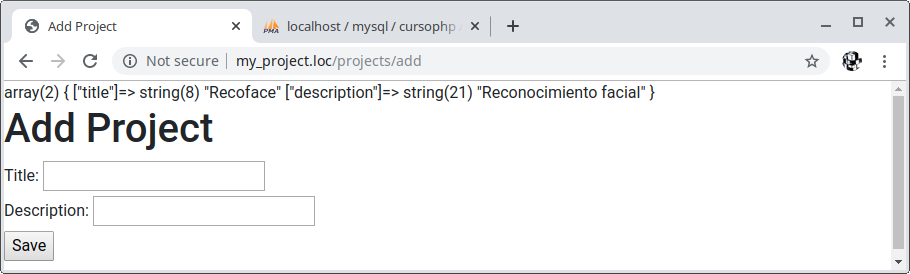 Add Project
localhost / mysql / cursophp
Not secure
my_project.loc/projects/add
array(2) { ["title"]=> string(8) "Recoface" ["description"]=> string(21) "Reconocimiento facial" }
Add Project
Title:
Description:
Save